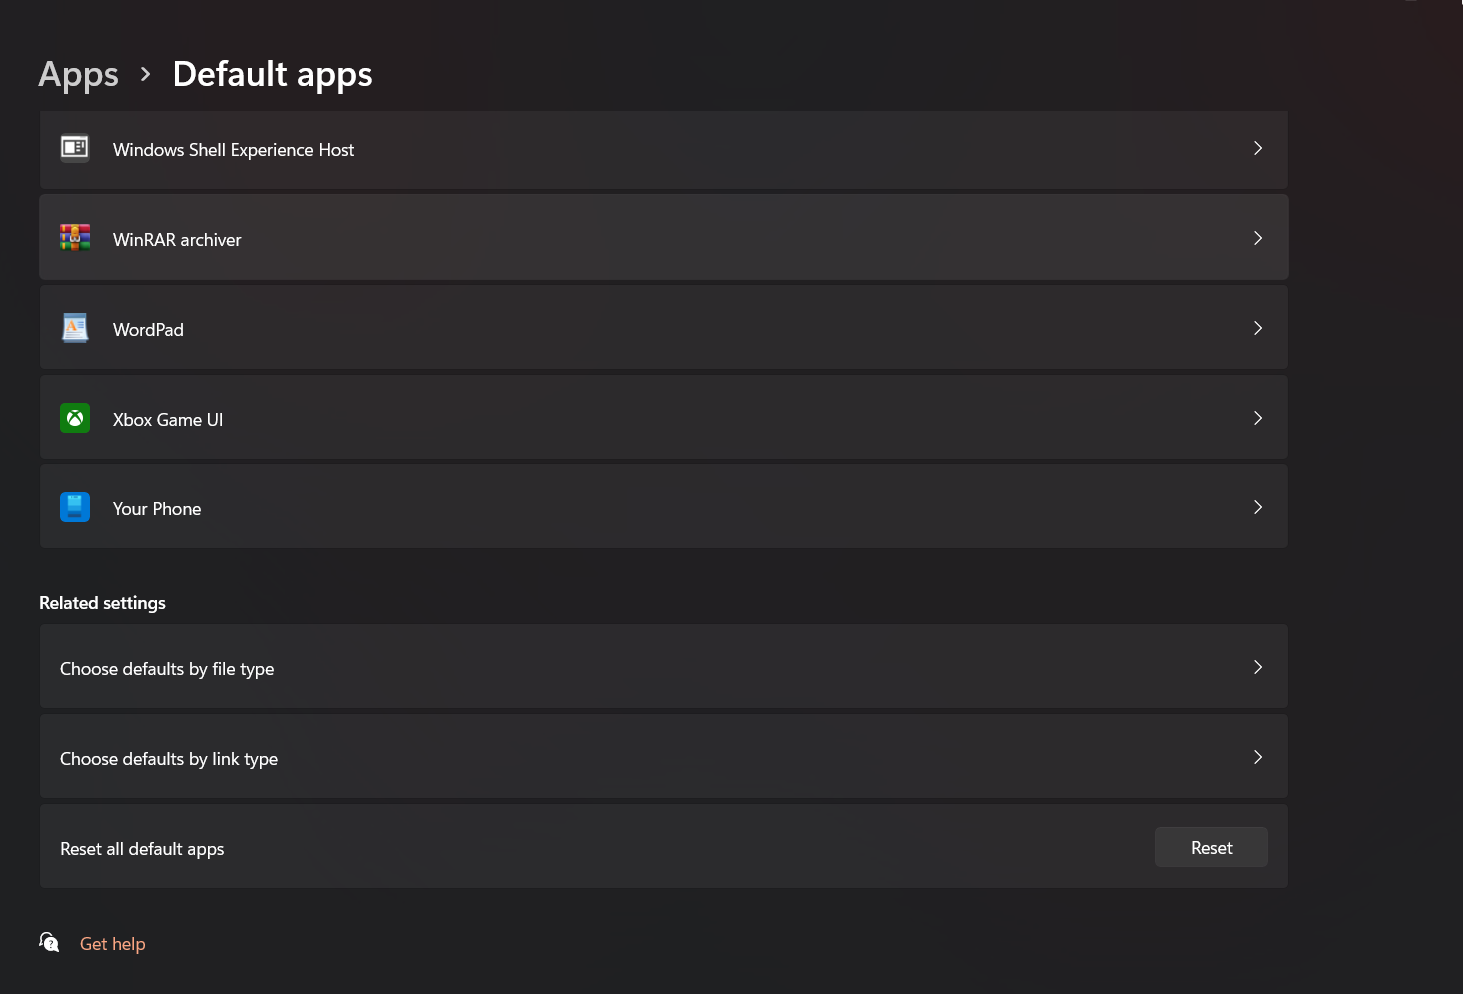 Apps > Default apps
Windows Shell Experience Host
WinRAR archiver
WordPad
Xbox Game UI
Your Phone
Related settings
Choose defaults by file type
Choose defaults by link type
Reset all default apps Reset
Get help